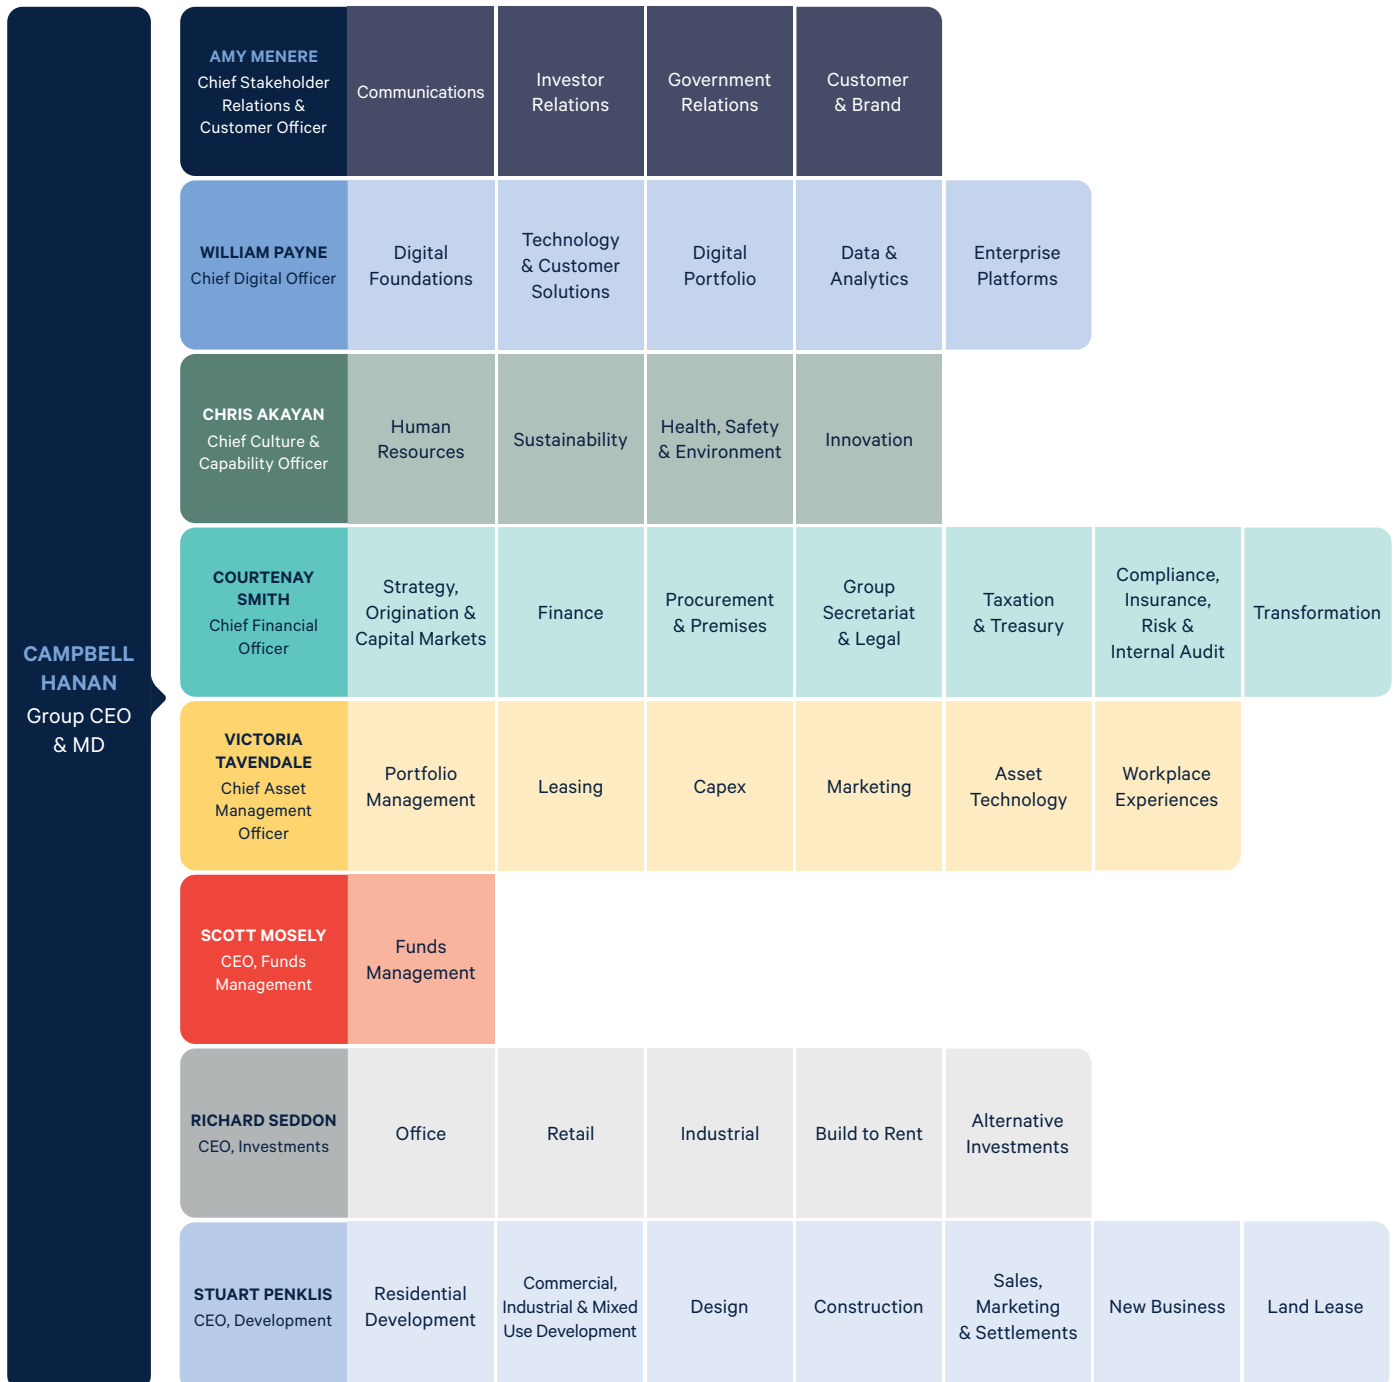 CAMPBELL
HANAN
Group CEO
& MD
AMY MENERE
Chief Stakeholder
Relations &
Customer Officer
Communications
Investor
Relations
Government
Relations
Customer
& Brand
WILLIAM PAYNE
Chief Digital Officer
Digital
Foundations
Technology
& Customer
Solutions
Digital
Portfolio
Data &
Analytics
Enterprise
Platforms
CHRIS AKAYAN
Chief Culture &
Capability Officer
Human
Resources
Sustainability
Health, Safety
& Environment
Innovation
COURTENAY
SMITH
Chief Financial
Officer
Strategy,
Origination &
Capital Markets
Finance
Procurement
& Premises
Group
Secretariat
& Legal
Taxation
& Treasury
Compliance,
Insurance,
Risk &
Internal Audit
Transformation
VICTORIA
TAVENDALE
Chief Asset
Management
Officer
Portfolio
Management
Leasing
Capex
Marketing
Asset
Technology
Workplace
Experiences
SCOTT MOSELY
CEO, Funds
Management
Funds
Management
RICHARD SEDDON
CEO, Investments
Office
Retail
Industrial
Build to Rent
Alternative
Investments
STUART PENKLIS
CEO, Development
Residential
Development
Commercial,
Industrial & Mixed
Use Development
Design
Construction
Sales,
Marketing
& Settlements
New Business
Land Lease